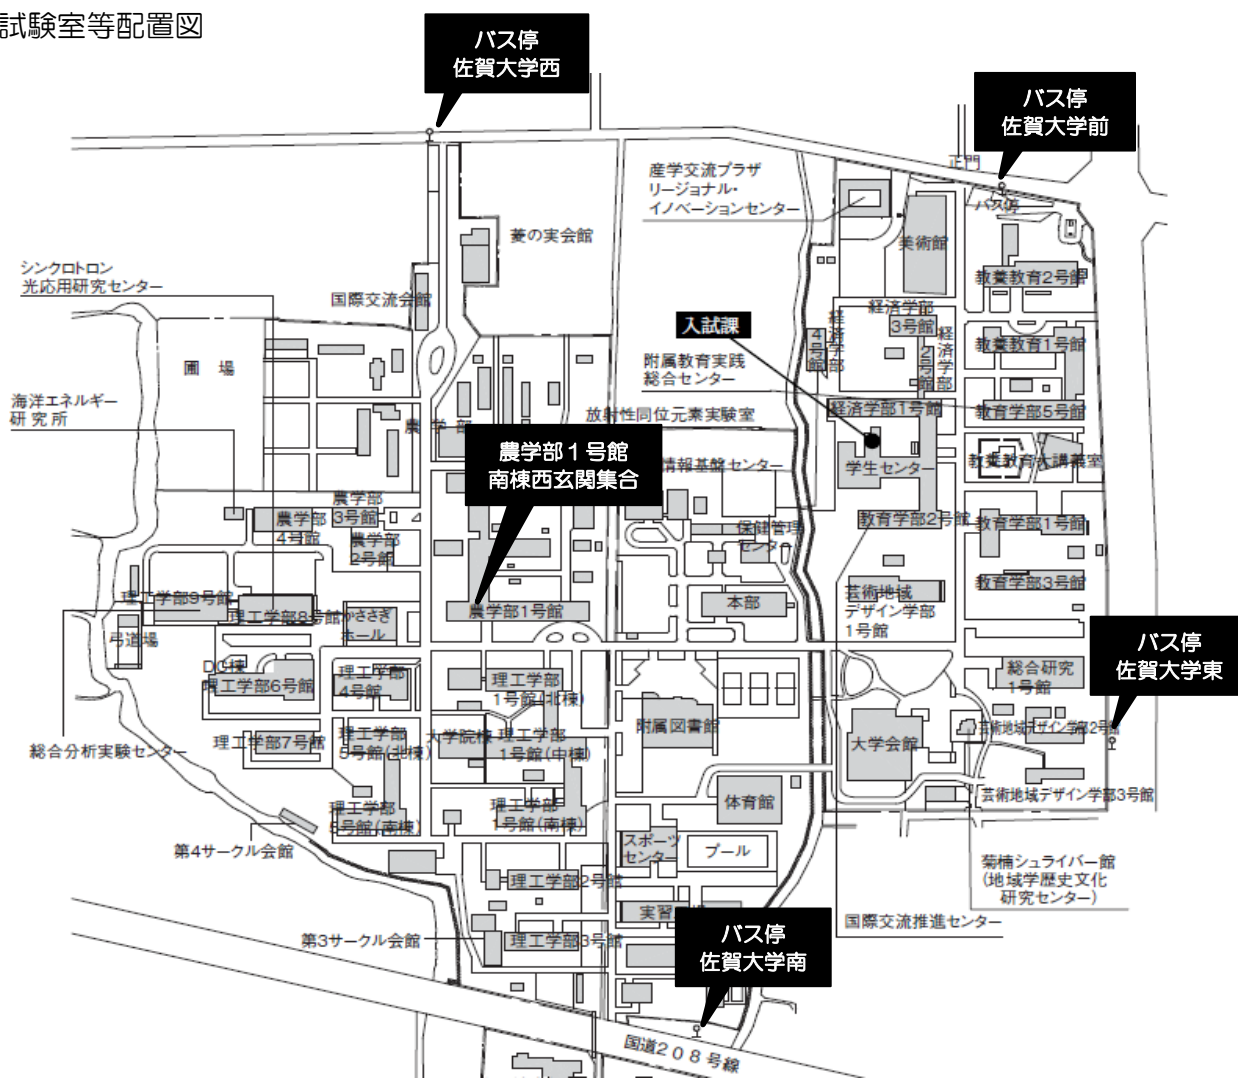 試験室等配置図
バス停
佐賀大学西
バス停
佐賀大学前
正門
バス停
産学交流プラザ
リージョナル・
イノベーションセンター
美術館
菱の実会館
シンクロトロン
光応用研究センター
国際交流会館
教養教育2号館
経済学部
3号館
経済学部
4号館
経済学部
2号館
入試課
教養教育1号館
圃場
附属教育実践
総合センター
海洋エネルギー
研究所
放射性同位元素実験室
経済学部1号館
教育学部5号館
農学部
農学部1号館
南棟西玄関集合
情報基盤センター
学生センター
教養教育大講義室
農学部
3号館
農学部
4号館
農学部
2号館
保健管理
センター
教育学部2号館
教育学部1号館
教育学部3号館
理工学部9号館
理工学部8号館
かささぎ
ホール
農学部1号館
本部
芸術地域
デザイン学部
1号館
弓道場
バス停
佐賀大学東
DC棟
理工学部6号館
理工学部
4号館
理工学部
1号館(北棟)
総合研究
1号館
附属図書館
大学会館
芸術地域デザイン学部2号館
総合分析実験センター
理工学部7号館
理工学部
5号館(北棟)
大学院棟
理工学部
1号館(中棟)
芸術地域デザイン学部3号館
体育館
理工学部
5号館(南棟)
理工学部
1号館(南棟)
第4サークル会館
スポーツ
センター
プール
菊楠シュライバー館
(地域学歴史文化
研究センター)
理工学部2号館
実習
国際交流推進センター
第3サークル会館
理工学部3号館
バス停
佐賀大学南
国道208号線